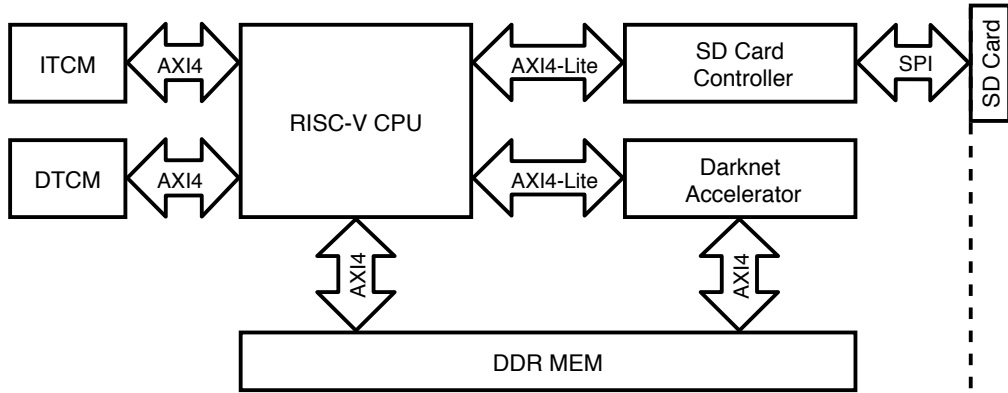 ITCM
AXI4
RISC-V CPU
AXI4-Lite
SD Card
Controller
SPI
SD Card
DTCM
AXI4
AXI4-Lite
Darknet
Accelerator
AXI4
AXI4
DDR MEM